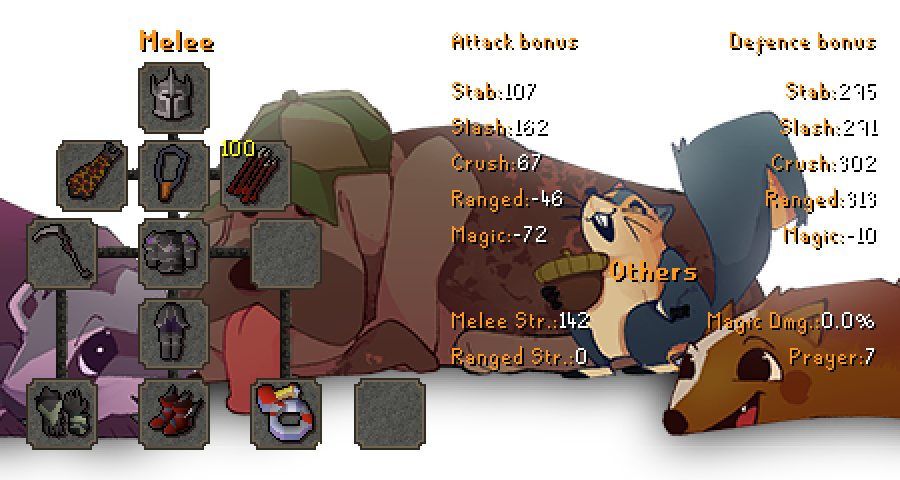 Melee
100
Attack bonus
Stab:107
Slash:162
Crush:67
Ranged:-46
Magic:-72
Defence bonus
Stab:295
Slash:291
Crush:302
Ranged:313
Magic:-10
Others
Melee Str.:142
Ranged Str.:0
Magic Dmg.:0.0%
Prayer:7